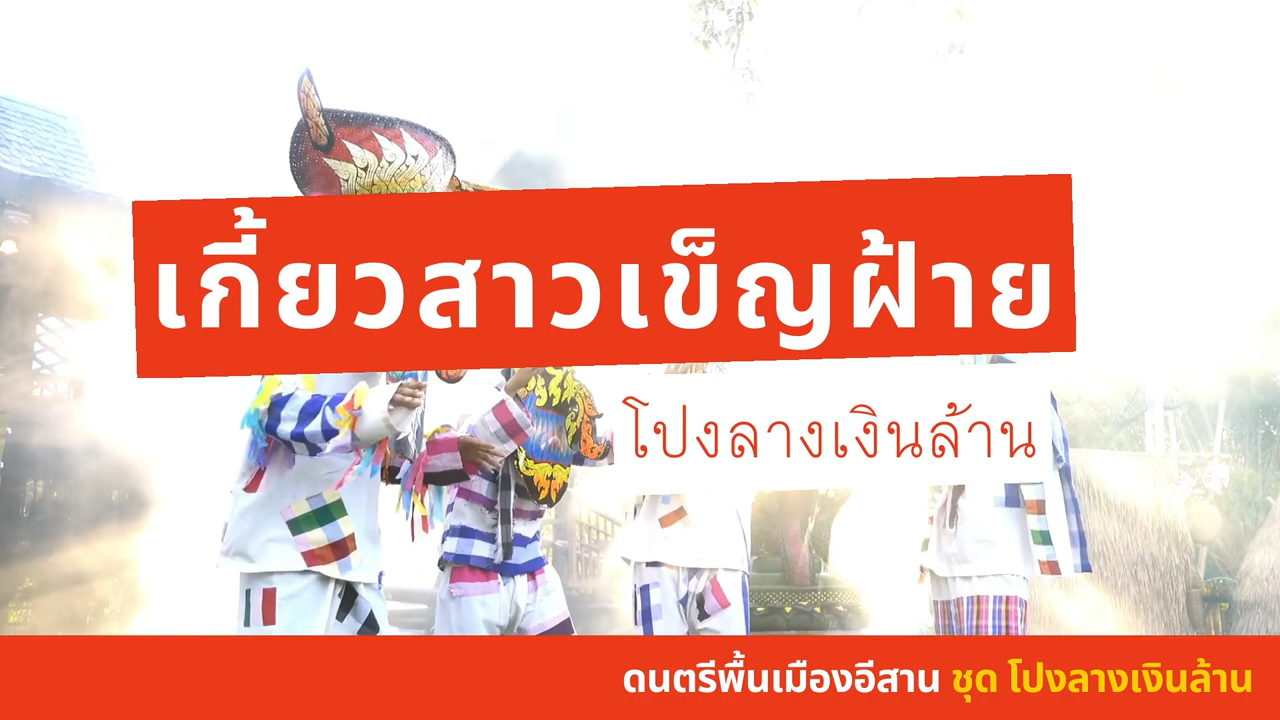 เกี้ยวสาวเข็ญฝ้าย
โปงลางเงินล้าน
ดนตรีพื้นเมืองอีสาน ชุด โปงลางเงินล้าน